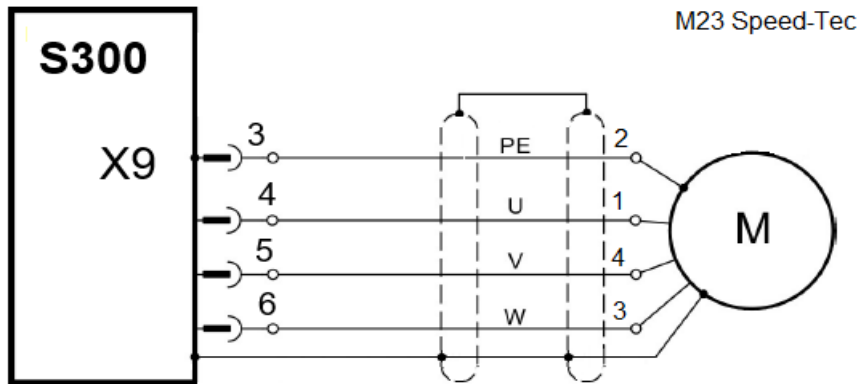 M23 Speed-Tec
S300
X9
3 PE 2
4 U 1
5 V 4
6 W 3
M